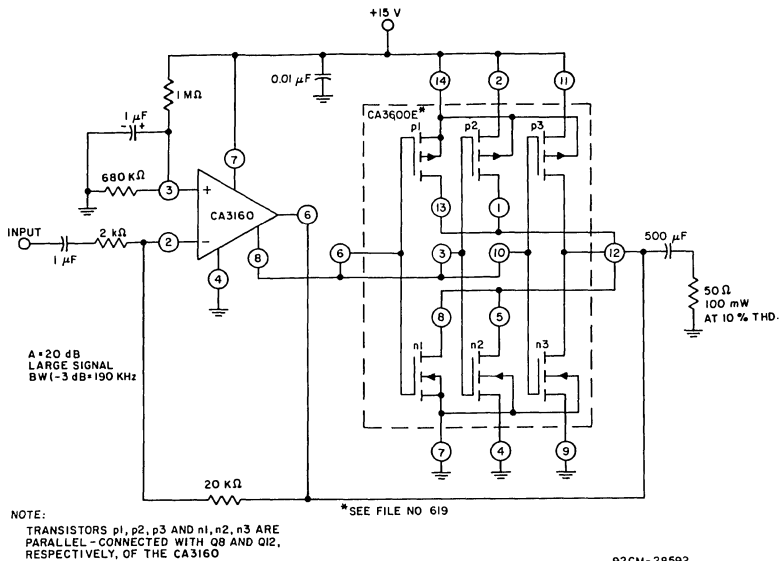 +15 V
0.01 µF
1 MΩ
1 µF
- +
680 KΩ
3
+
7
CA3160
6
INPUT
1 µF
2 kΩ
2
−
8
4
14
2
11
CA3600E*
p1
p2
p3
13
1
6
3
10
12
500 µF
50Ω
100 mW
AT 10 % THD.
8
5
n1
n2
n3
7
4
9
A = 20 dB
LARGE SIGNAL
BW (-3 dB = 190 KHz
20 KΩ
*SEE FILE NO 619
NOTE:
TRANSISTORS p1, p2, p3 AND n1, n2, n3 ARE
PARALLEL-CONNECTED WITH Q8 AND Q12,
RESPECTIVELY, OF THE CA3160
92CM-28592